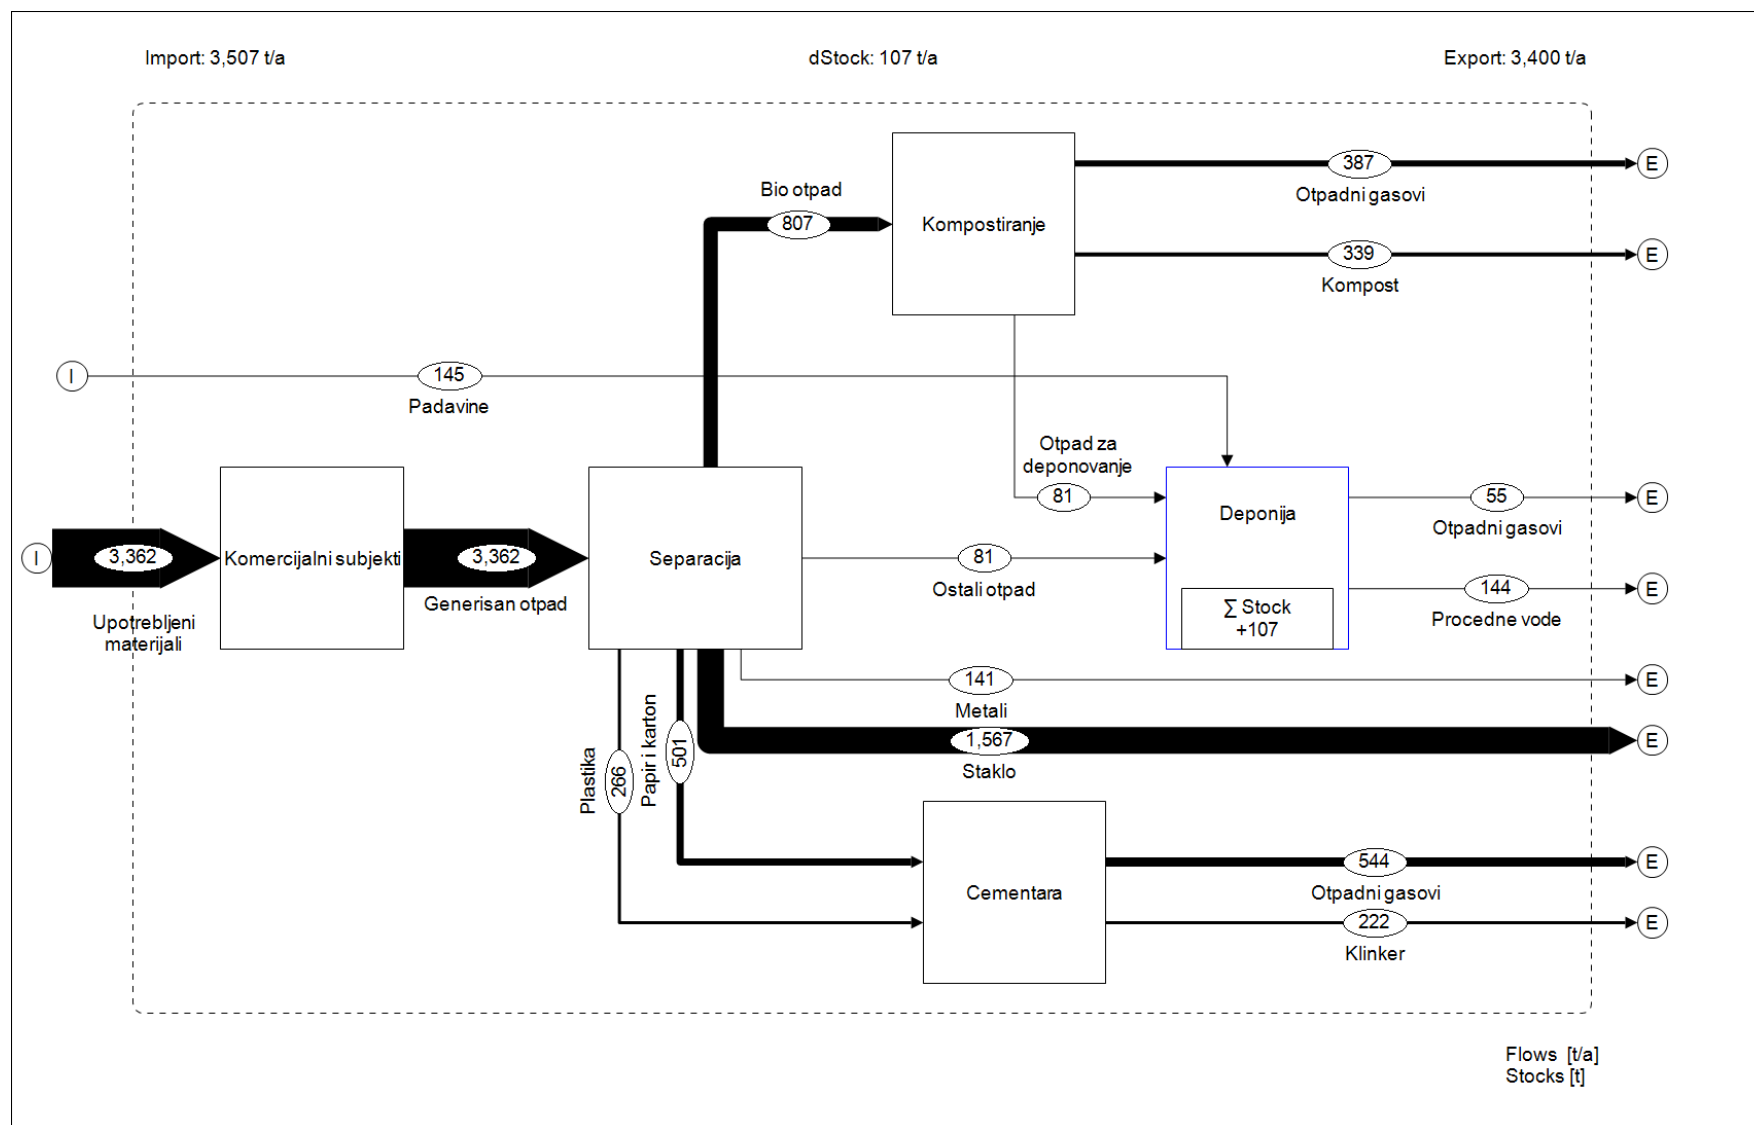 Import: 3,507 t/a
dStock: 107 t/a
Export: 3,400 t/a
387
E
Otpadni gasovi
Bio otpad
807
Kompostiranje
339
E
Kompost
I
145
Padavine
Otpad za
deponovanje
81
Deponija
55
E
Otpadni gasovi
I
3,362
Upotrebljeni
materijali
Komercijalni subjekti
3,362
Generisan otpad
Separacija
81
Ostali otpad
∑ Stock
+107
144
E
Procedne vode
141
E
Metali
1,567
E
Staklo
Plastika
266
Papir i karton
501
Cementara
544
E
Otpadni gasovi
222
E
Klinker
Flows [t/a]
Stocks [t]